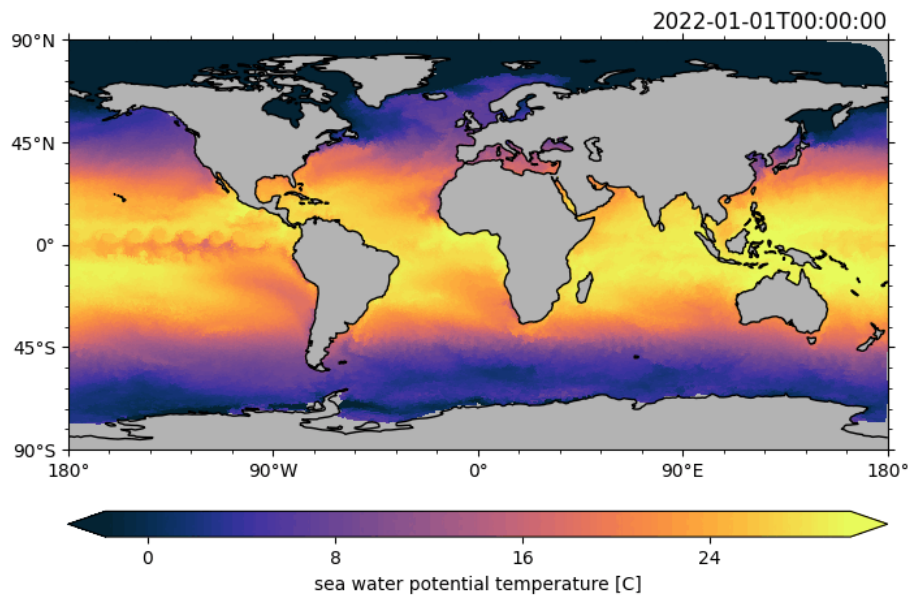 2022-01-01T00:00:00
90°N
45°N
0°
45°S
90°S
180° 90°W 0° 90°E 180°
0 8 16 24
sea water potential temperature [C]